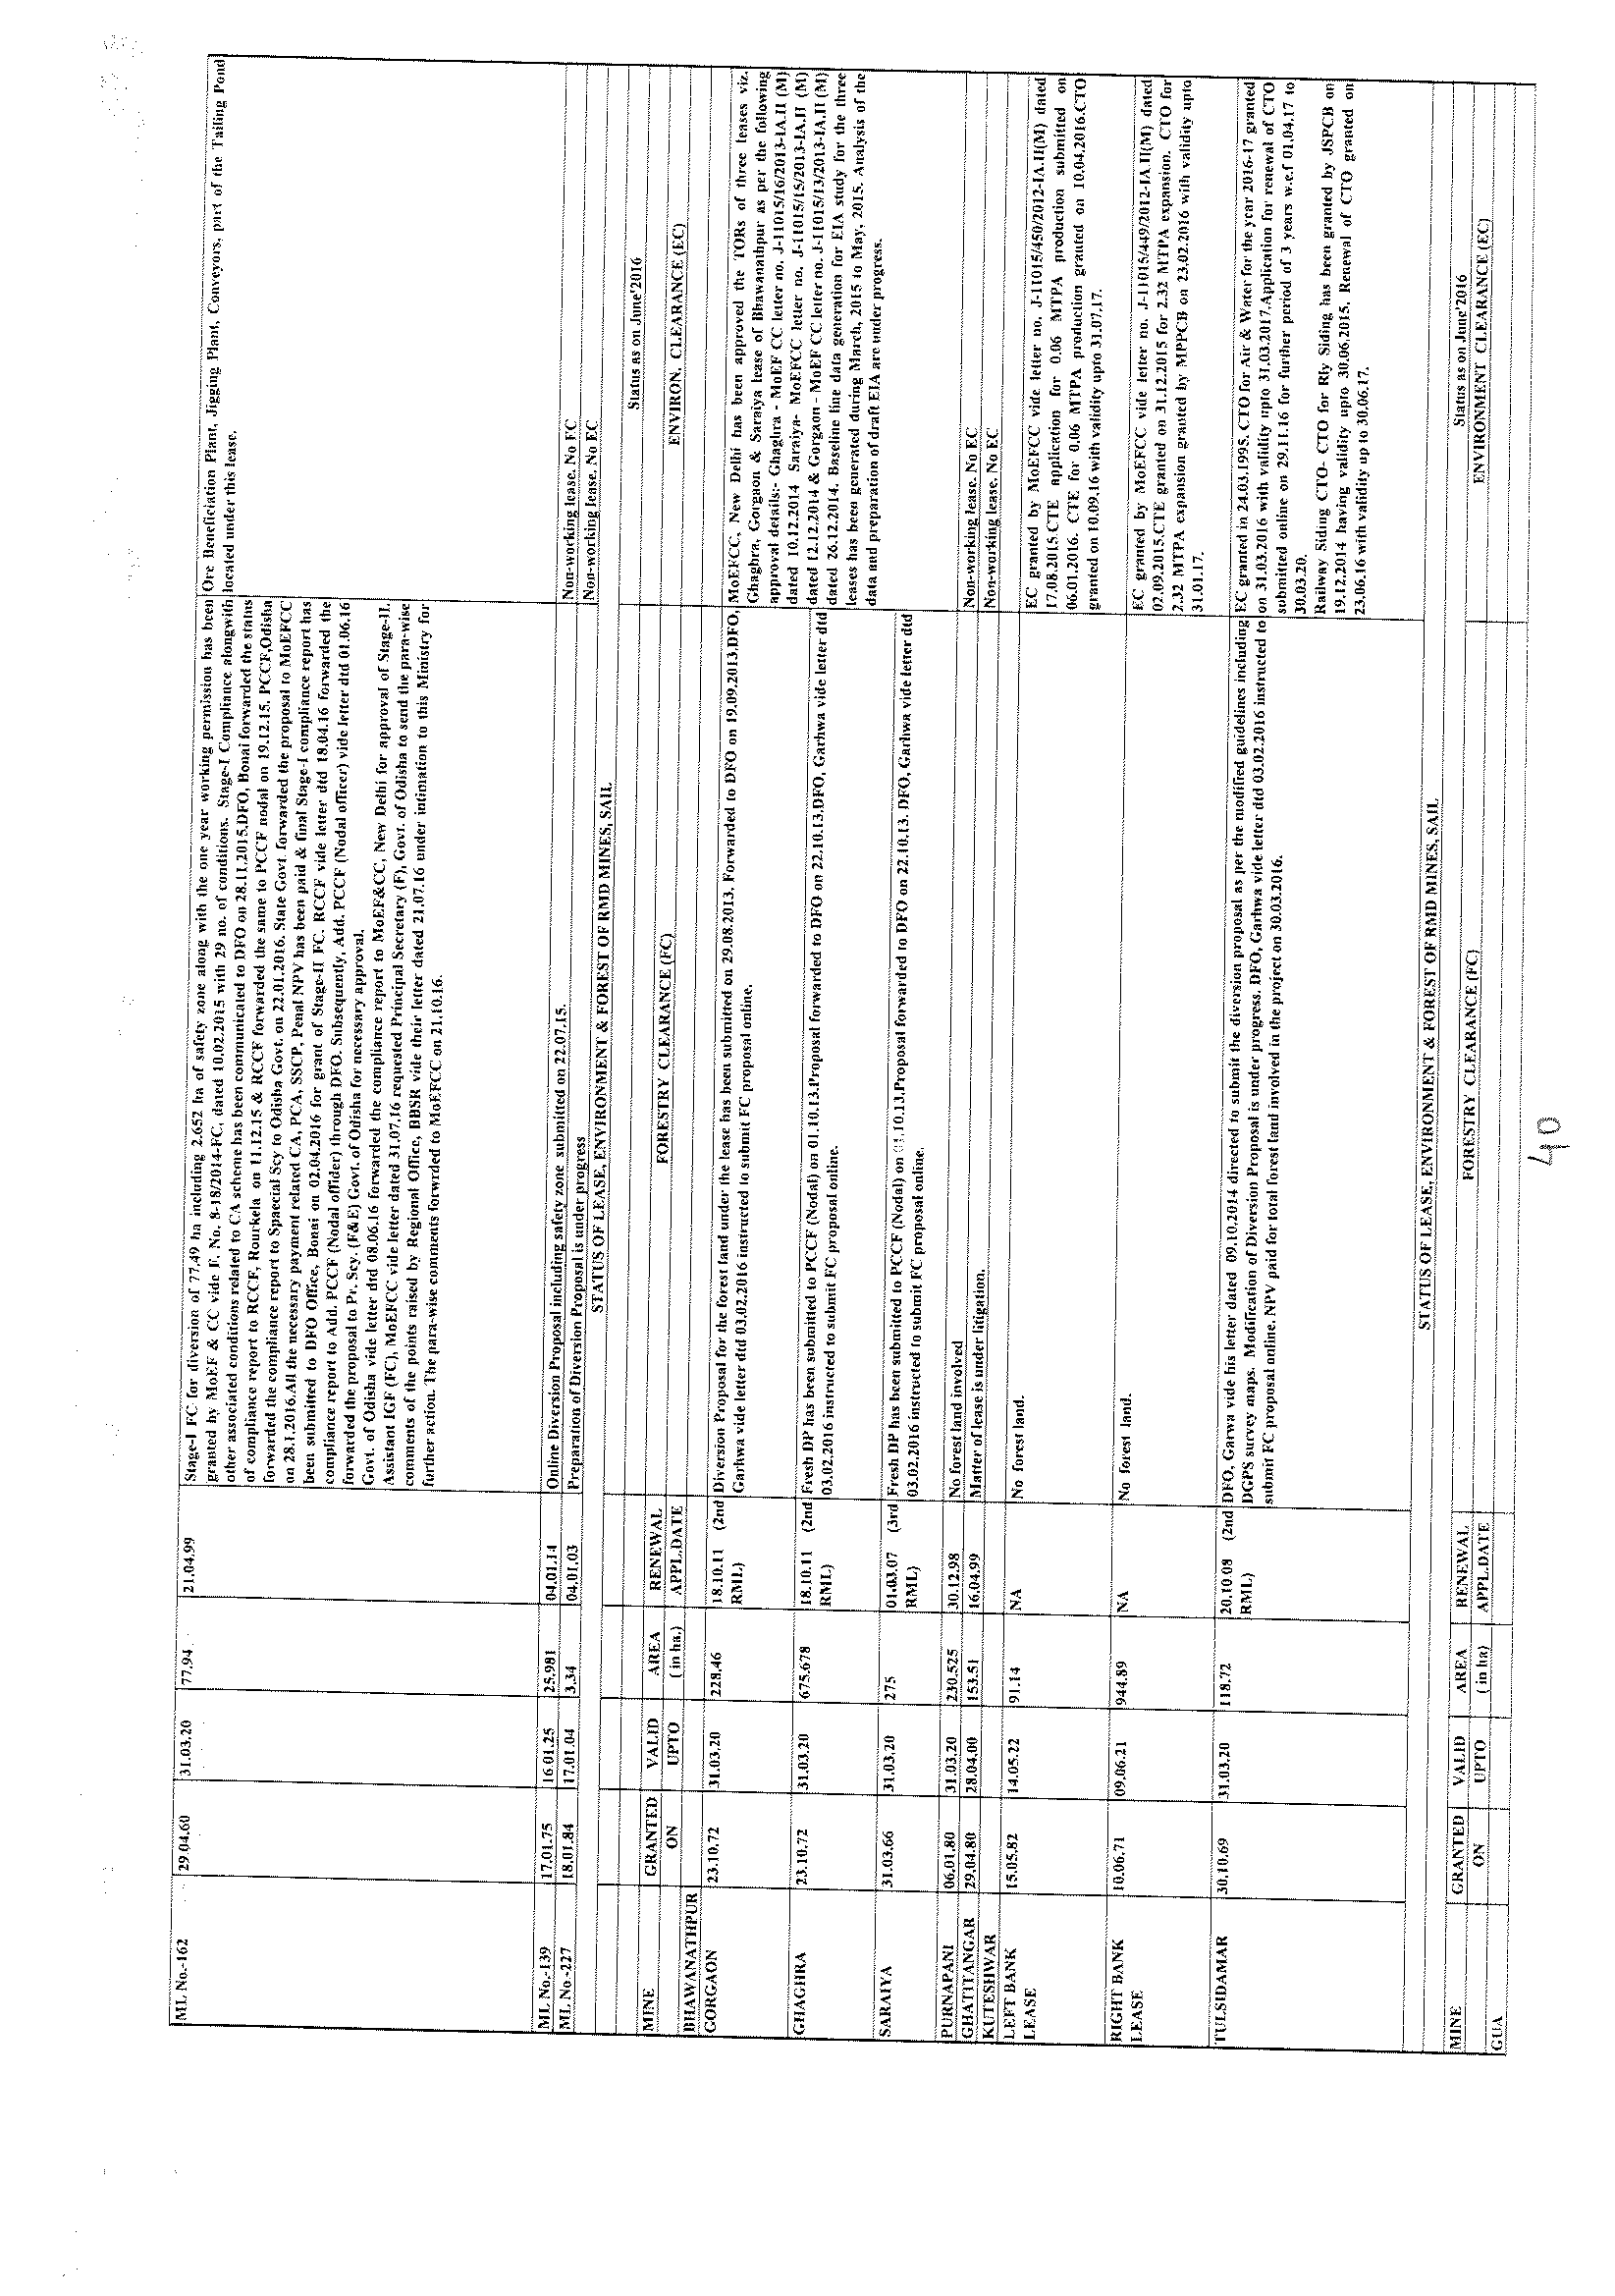 ML No.-162 29.04.60 31.03.20 77.94 21.04.99
Stage-I FC for diversion of 77.49 ha including 2.652 ha of safety zone along with the one year working permission has been
granted by MoEF & CC vide F. No. 8-18/2014-FC, dated 10.02.2015 with 29 no. of conditions. Stage-I Compliance alongwith
other associated conditions related to CA scheme has been communicated to DFO on 28.11.2015.DFO, Bonai forwarded the status
of compliance report to RCCF, Rourkela on 11.12.15 & RCCF forwarded the same to PCCF nodal on 19.12.15. PCCF,Odisha
forwarded the compliance report to Spaecial Scy to Odisha Govt. on 22.01.2016. State Govt. forwarded the proposal to MoEFCC
on 28.1.2016.All the necessary payment related CA, PCA, SSCP, Penal NPV has been paid & final Stage-I compliance report has
been submitted to DFO Office, Bonai on 02.04.2016 for grant of Stage-II FC. RCCF vide letter dtd 18.04.16 forwarded the
compliance report to Add. PCCF (Nodal offider) through DFO. Subsequently, Add. PCCF (Nodal officer) vide letter dtd 01.06.16
forwarded the proposal to Pr. Scy. (F&E) Govt. of Odisha for necessary approval.
Govt. of Odisha vide letter dtd 08.06.16 forwarded the compliance report to MoEF&CC, New Delhi for approval of Stage-II.
Assistant IGF (FC), MoEFCC vide letter dated 31.07.16 requested Principal Secretary (F), Govt. of Odisha to send the para-wise
comments of the points raised by Regional Office, BBSR vide their letter dated 21.07.16 under intimation to this Ministry for
further action. The para-wise comments forwrded to MoEFCC on 21.10.16.
Ore Beneficiation Plant, Jigging Plant, Conveyors, part of the Tailing Pond
located under this lease.
ML No.-139 17.01.75 16.01.25 25.981 04.01.14 Online Diversion Proposal including safety zone submitted on 22.07.15. Non-working lease. No FC
ML No.-227 18.01.84 17.01.04 3.34 04.01.03 Preparation of Diversion Proposal is under progress Non-working lease. No EC
STATUS OF LEASE, ENVIRONMENT & FOREST OF RMD MINES, SAIL
Status as on June'2016
MINE GRANTED ON VALID UPTO AREA (in ha.) RENEWAL APPL.DATE FORESTRY CLEARANCE (FC) ENVIRON. CLEARANCE (EC)
BHAWANATHPUR
GORGAON 23.10.72 31.03.20 228.46 18.10.11 (2nd RML)
Diversion Proposal for the forest land under the lease has been submitted on 29.08.2013. Forwarded to DFO on 19.09.2013.DFO,
Garhwa vide letter dtd 03.02.2016 instructed to submit FC proposal online.
MoEFCC, New Delhi has been approved the TORs of three leases viz.
Ghaghra, Gorgaon & Saraiya lease of Bhawanathpur as per the following
approval details:- Ghaghra - MoEF CC letter no. J-11015/16/2013-IA.II (M)
dated 10.12.2014 Saraiya- MoEFCC letter no. J-11015/15/2013-IA.II (M)
dated 12.12.2014 & Gorgaon - MoEF CC letter no. J-11015/13/2013-IA.II (M)
dated 26.12.2014. Baseline line data generation for EIA study for the three
leases has been generated during March, 2015 to May, 2015. Analysis of the
data and preparation of draft EIA are under progress.
GHAGHRA 23.10.72 31.03.20 675.678 18.10.11 (2nd RML)
Fresh DP has been submitted to PCCF (Nodal) on 01.10.13.Proposal forwarded to DFO on 22.10.13.DFO, Garhwa vide letter dtd
03.02.2016 instructed to submit FC proposal online.
SARAIYA 31.03.66 31.03.20 275 01.03.07 (3rd RML)
Fresh DP has been submitted to PCCF (Nodal) on 01.10.13.Proposal forwarded to DFO on 22.10.13. DFO, Garhwa vide letter dtd
03.02.2016 instructed to submit FC proposal online.
PURNAPANI 06.01.80 31.03.20 230.525 30.12.98 No forest land involved Non-working lease. No EC
GHATITANGAR 29.04.80 28.04.00 153.51 16.04.99 Matter of lease is under litigation. Non-working lease. No EC
KUTESHWAR
LEFT BANK LEASE 15.05.82 14.05.22 91.14 NA No forest land.
EC granted by MoEFCC vide letter no. J-11015/450/2012-IA.II(M) dated
17.08.2015.CTE application for 0.06 MTPA production submitted on
06.01.2016. CTE for 0.06 MTPA production granted on 10.04.2016.CTO
granted on 10.09.16 with validity upto 31.07.17.
RIGHT BANK LEASE 10.06.71 09.06.21 944.89 NA No forest land.
EC granted by MoEFCC vide letter no. J-11015/449/2012-IA.II(M) dated
02.09.2015.CTE granted on 31.12.2015 for 2.32 MTPA expansion. CTO for
2.32 MTPA expansion granted by MPPCB on 23.02.2016 with validity upto
31.01.17.
TULSIDAMAR 30.10.69 31.03.20 118.72 20.10.08 (2nd RML)
DFO, Garwa vide his letter dated 09.10.2014 directed to submit the diversion proposal as per the modified guidelines including
DGPS survey maps. Modification of Diversion Proposal is under progress. DFO, Garhwa vide letter dtd 03.02.2016 instructed to
submit FC proposal online.NPV paid for total forest land involved in the project on 30.03.2016.
EC granted in 24.03.1995. CTO for Air & Water for the year 2016-17 granted
on 31.03.2016 with validity upto 31.03.2017.Application for renewal of CTO
submitted online on 29.11.16 for further period of 3 years w.e.f 01.04.17 to
30.03.20.
Railway Siding CTO- CTO for Rly Siding has been granted by JSPCB on
19.12.2014 having validity upto 30.06.2015. Renewal of CTO granted on
23.06.16 with validity up to 30.06.17.
STATUS OF LEASE, ENVIRONMENT & FOREST OF RMD MINES, SAIL
Status as on June'2016
MINE GRANTED ON VALID UPTO AREA (in ha) RENEWAL APPL.DATE FORESTRY CLEARANCE (FC) ENVIRONMENT CLEARANCE (EC)
GUA
40